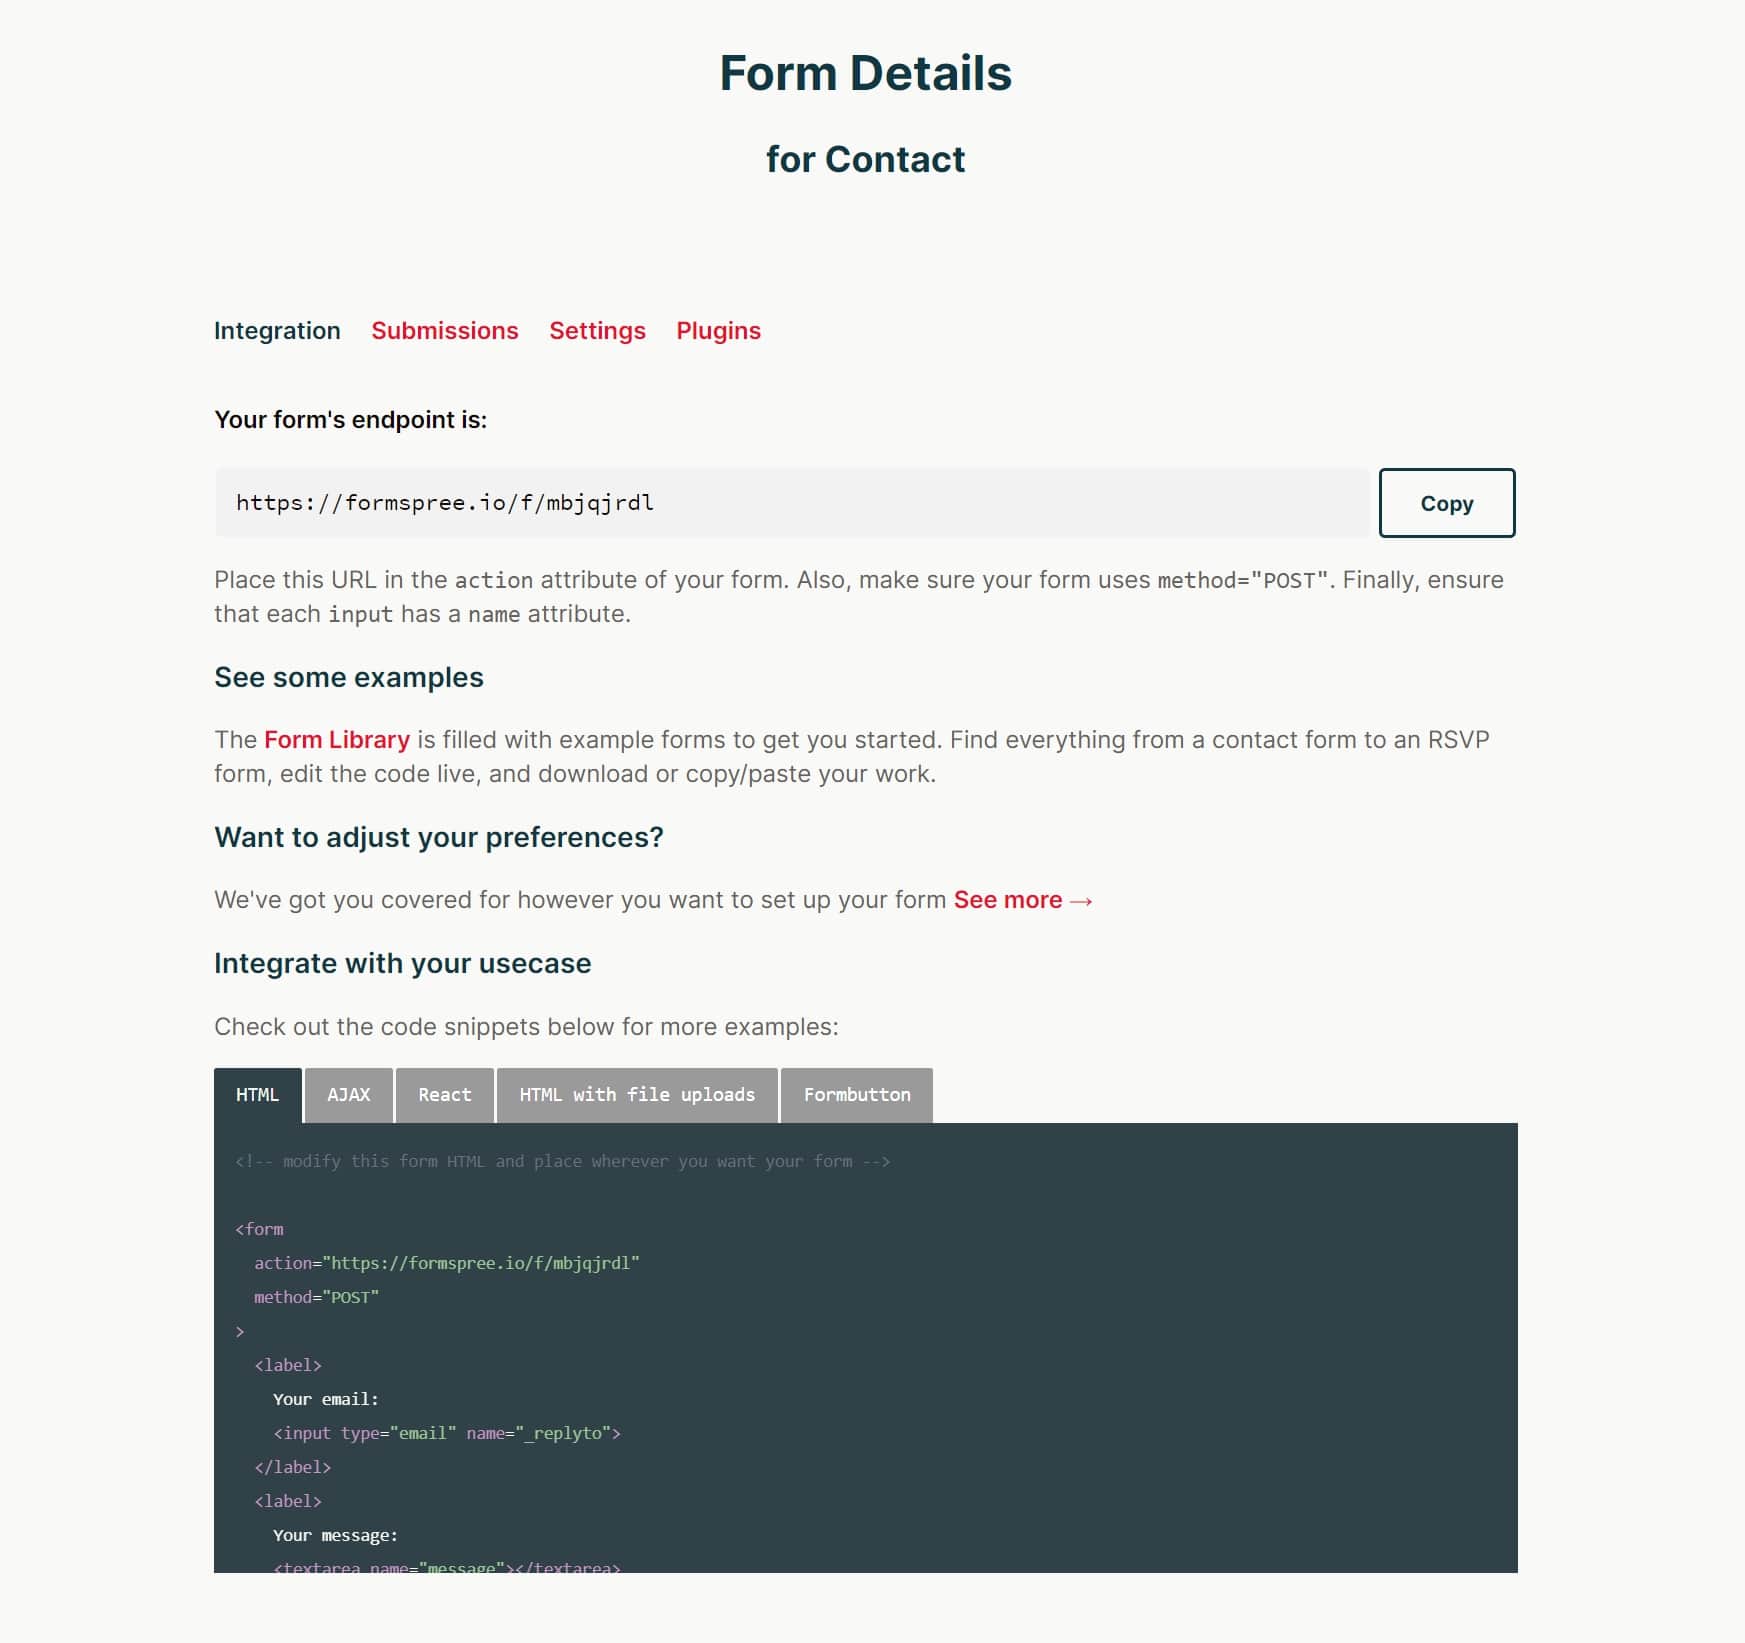 Form Details
for Contact
Integration Submissions Settings Plugins
Your form's endpoint is:
https://formspree.io/f/mbjqjrdl
Copy
Place this URL in the action attribute of your form. Also, make sure your form uses method="POST". Finally, ensure
that each input has a name attribute.
See some examples
The Form Library is filled with example forms to get you started. Find everything from a contact form to an RSVP
form, edit the code live, and download or copy/paste your work.
Want to adjust your preferences?
We've got you covered for however you want to set up your form See more →
Integrate with your usecase
Check out the code snippets below for more examples:
HTML AJAX React HTML with file uploads Formbutton
<!-- modify this form HTML and place wherever you want your form -->
<form
action="https://formspree.io/f/mbjqjrdl"
method="POST"
>
<label>
Your email:
<input type="email" name="_replyto">
</label>
<label>
Your message:
<textarea name="message"></textarea>